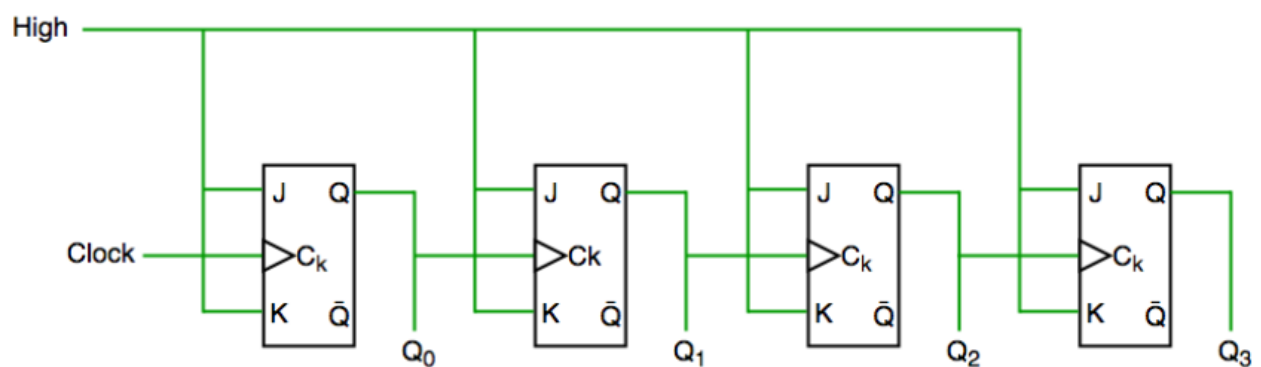 High
J Q
J Q
J Q
J Q
Clock
Cₖ
Ck
Cₖ
Cₖ
K Q̄
K Q̄
K Q̄
K Q̄
Q₀
Q₁
Q₂
Q₃